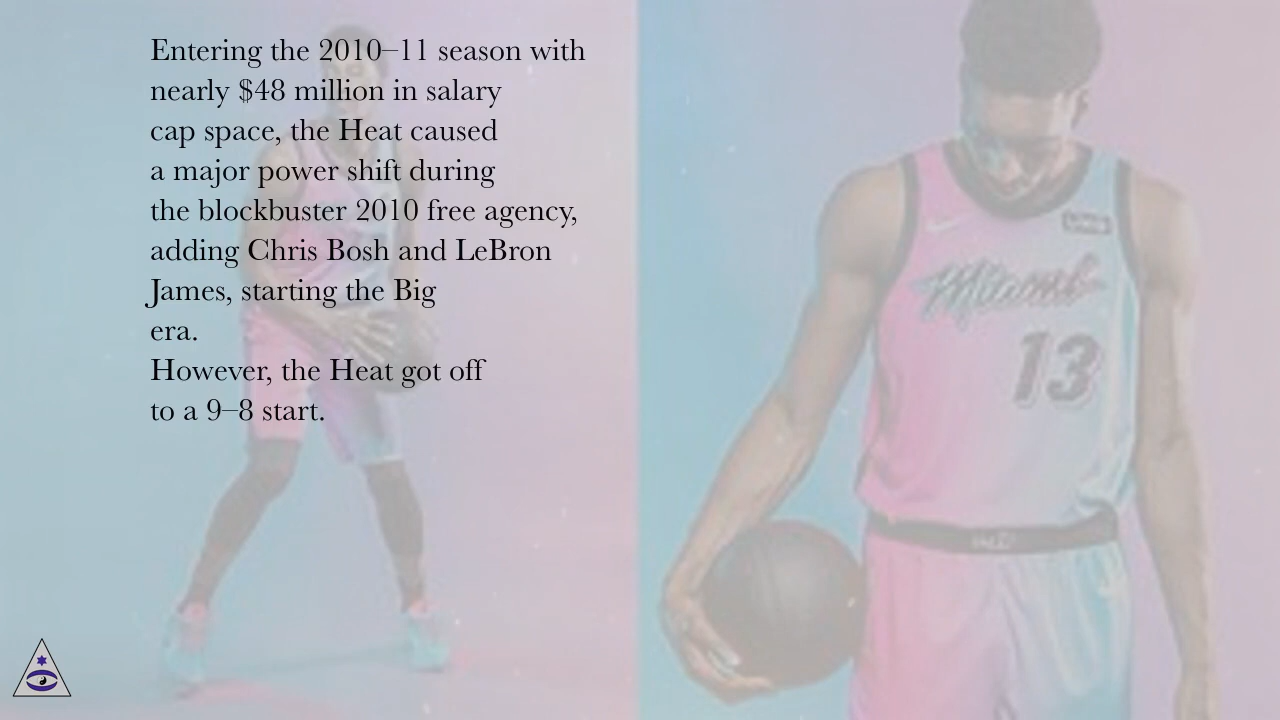 Entering the 2010–11 season with
nearly $48 million in salary
cap space, the Heat caused
a major power shift during
the blockbuster 2010 free agency,
adding Chris Bosh and LeBron
James, starting the Big
era.
However, the Heat got off
to a 9–8 start.
Miami
13